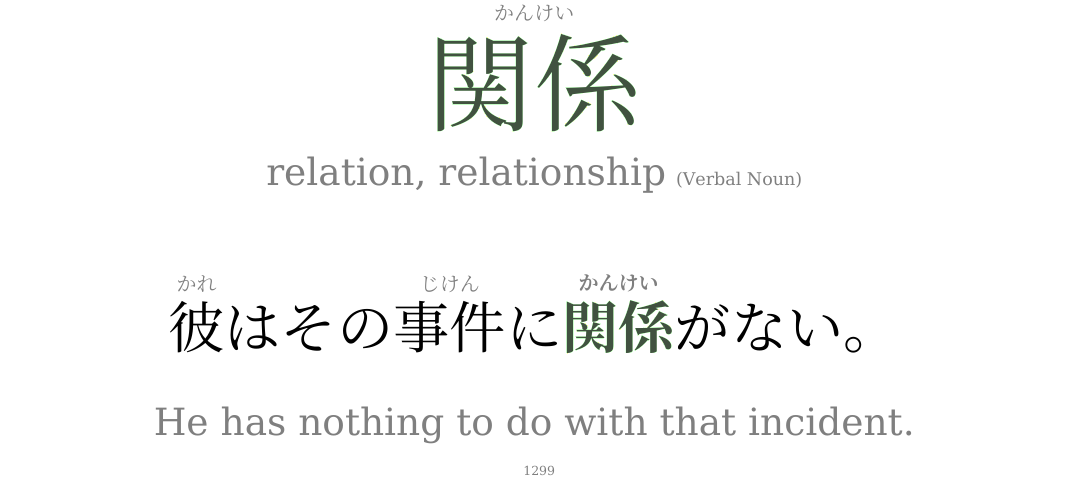 かんけい
関係
relation, relationship (Verbal Noun)
かれ じけん かんけい
彼はその事件に関係がない。
He has nothing to do with that incident.
1299